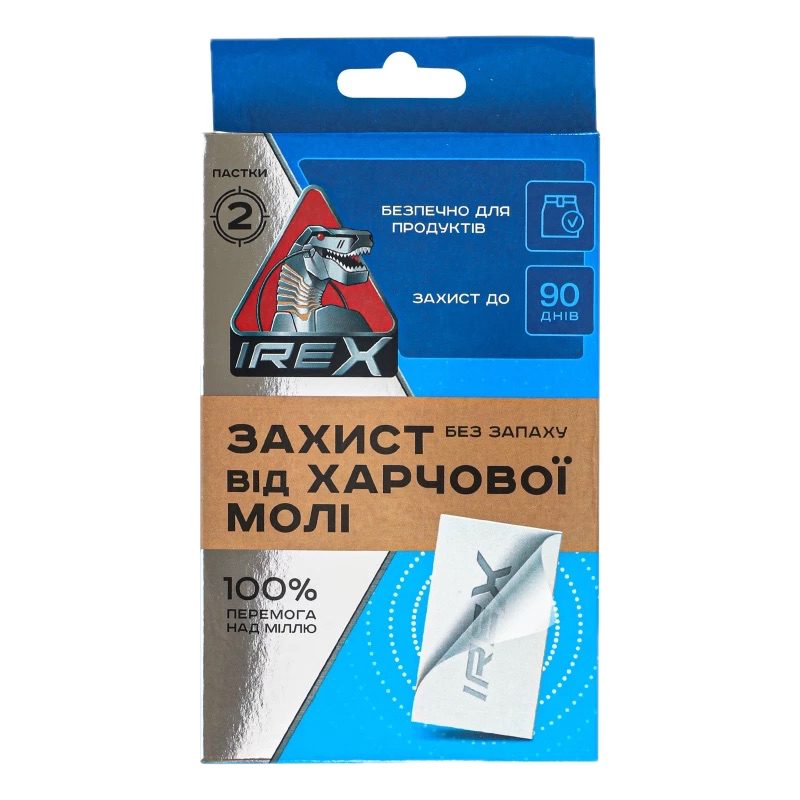 ПАСТКИ
2
БЕЗПЕЧНО ДЛЯ
ПРОДУКТІВ
ЗАХИСТ ДО
90
ДНІВ
IREX
ЗАХИСТ БЕЗ ЗАПАХУ
ВІД ХАРЧОВОЇ
МОЛІ
100%
ПЕРЕМОГА
НАД МІЛЛЮ
IREX